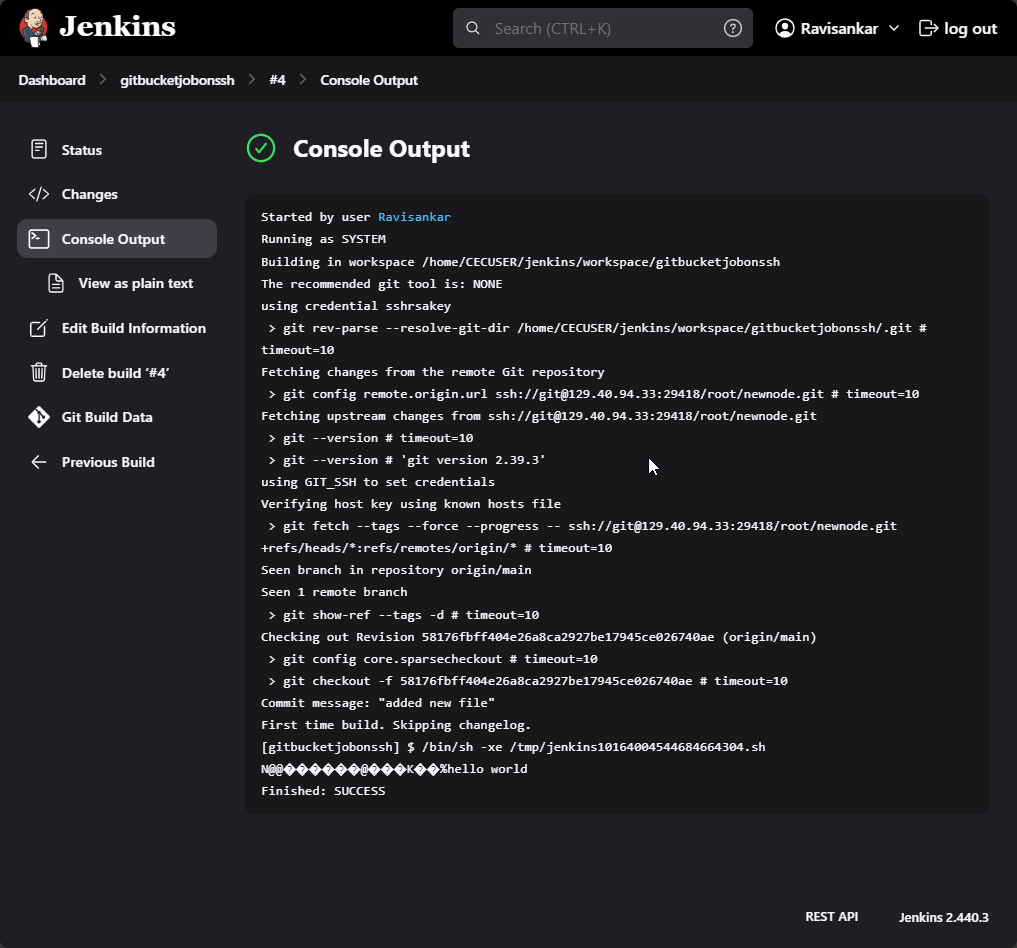 Jenkins
Search (CTRL+K)
Ravisankar
log out
Dashboard > gitbucketjobonssh > #4 > Console Output
Status
Changes
Console Output
View as plain text
Edit Build Information
Delete build ‘#4’
Git Build Data
Previous Build
Console Output
Started by user Ravisankar
Running as SYSTEM
Building in workspace /home/CECUSER/jenkins/workspace/gitbucketjobonssh
The recommended git tool is: NONE
using credential sshrsakey
 > git rev-parse --resolve-git-dir /home/CECUSER/jenkins/workspace/gitbucketjobonssh/.git #
timeout=10
Fetching changes from the remote Git repository
 > git config remote.origin.url ssh://git@129.40.94.33:29418/root/newnode.git # timeout=10
Fetching upstream changes from ssh://git@129.40.94.33:29418/root/newnode.git
 > git --version # timeout=10
 > git --version # 'git version 2.39.3'
using GIT_SSH to set credentials
Verifying host key using known hosts file
 > git fetch --tags --force --progress -- ssh://git@129.40.94.33:29418/root/newnode.git
+refs/heads/*:refs/remotes/origin/* # timeout=10
Seen branch in repository origin/main
Seen 1 remote branch
 > git show-ref --tags -d # timeout=10
Checking out Revision 58176fbff404e26a8ca2927be17945ce026740ae (origin/main)
 > git config core.sparsecheckout # timeout=10
 > git checkout -f 58176fbff404e26a8ca2927be17945ce026740ae # timeout=10
Commit message: "added new file"
First time build. Skipping changelog.
[gitbucketjobonssh] $ /bin/sh -xe /tmp/jenkins10164004544684664304.sh
N@@������@���K��%hello world
Finished: SUCCESS
REST API
Jenkins 2.440.3